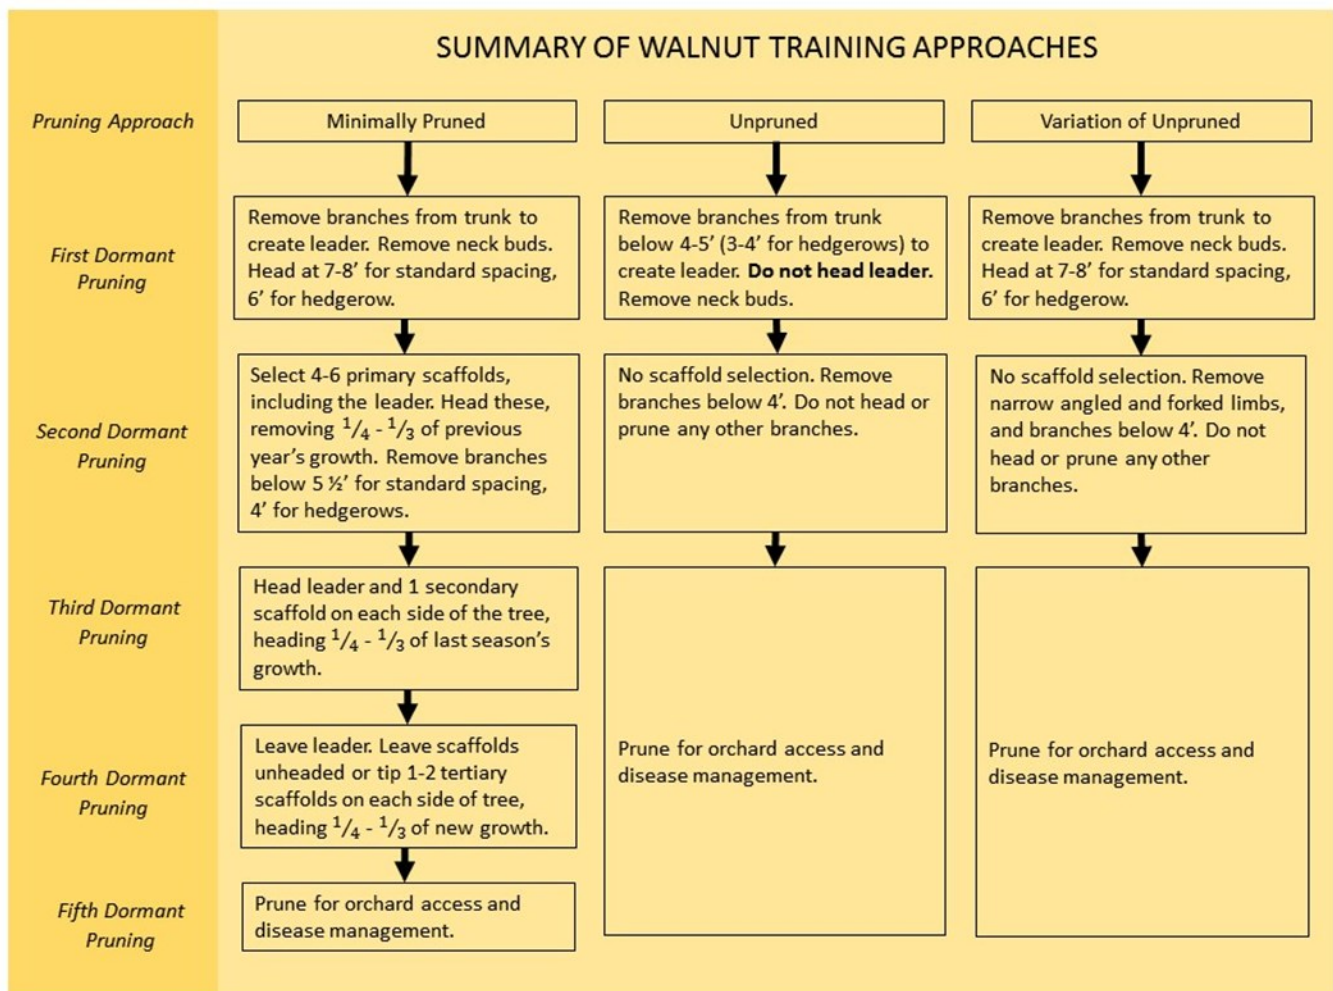 SUMMARY OF WALNUT TRAINING APPROACHES
Pruning Approach
Minimally Pruned
Unpruned
Variation of Unpruned
First Dormant
Pruning
Remove branches from trunk to
create leader. Remove neck buds.
Head at 7-8’ for standard spacing,
6’ for hedgerow.
Remove branches from trunk
below 4-5’ (3-4’ for hedgerows) to
create leader. Do not head leader.
Remove neck buds.
Remove branches from trunk to
create leader. Remove neck buds.
Head at 7-8’ for standard spacing,
6’ for hedgerow.
Second Dormant
Pruning
Select 4-6 primary scaffolds,
including the leader. Head these,
removing 1/4 - 1/3 of previous
year’s growth. Remove branches
below 5 ½’ for standard spacing,
4’ for hedgerows.
No scaffold selection. Remove
branches below 4’. Do not head or
prune any other branches.
No scaffold selection. Remove
narrow angled and forked limbs,
and branches below 4’. Do not
head or prune any other
branches.
Third Dormant
Pruning
Head leader and 1 secondary
scaffold on each side of the tree,
heading 1/4 - 1/3 of last season’s
growth.
Fourth Dormant
Pruning
Leave leader. Leave scaffolds
unheaded or tip 1-2 tertiary
scaffolds on each side of tree,
heading 1/4 - 1/3 of new growth.
Prune for orchard access and
disease management.
Prune for orchard access and
disease management.
Fifth Dormant
Pruning
Prune for orchard access and
disease management.